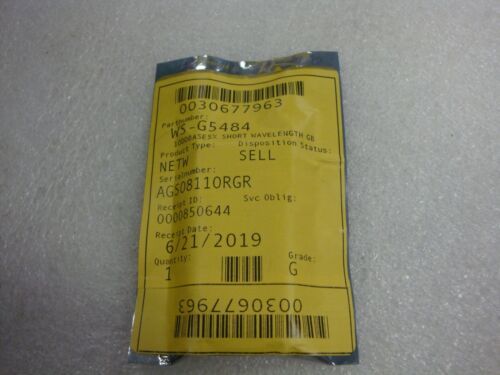 0030677963
Partnumber:
WS-G5484
1000BASESX SHORT WAVELENGTH GB
Product Type: Disposition Status:
NETW SELL
Serialnumber:
AGS08110RGR
Receipt ID: Svc Oblig:
0000850644
Receipt Date:
6/21/2019
Quantity: Grade:
1 G
0030677963